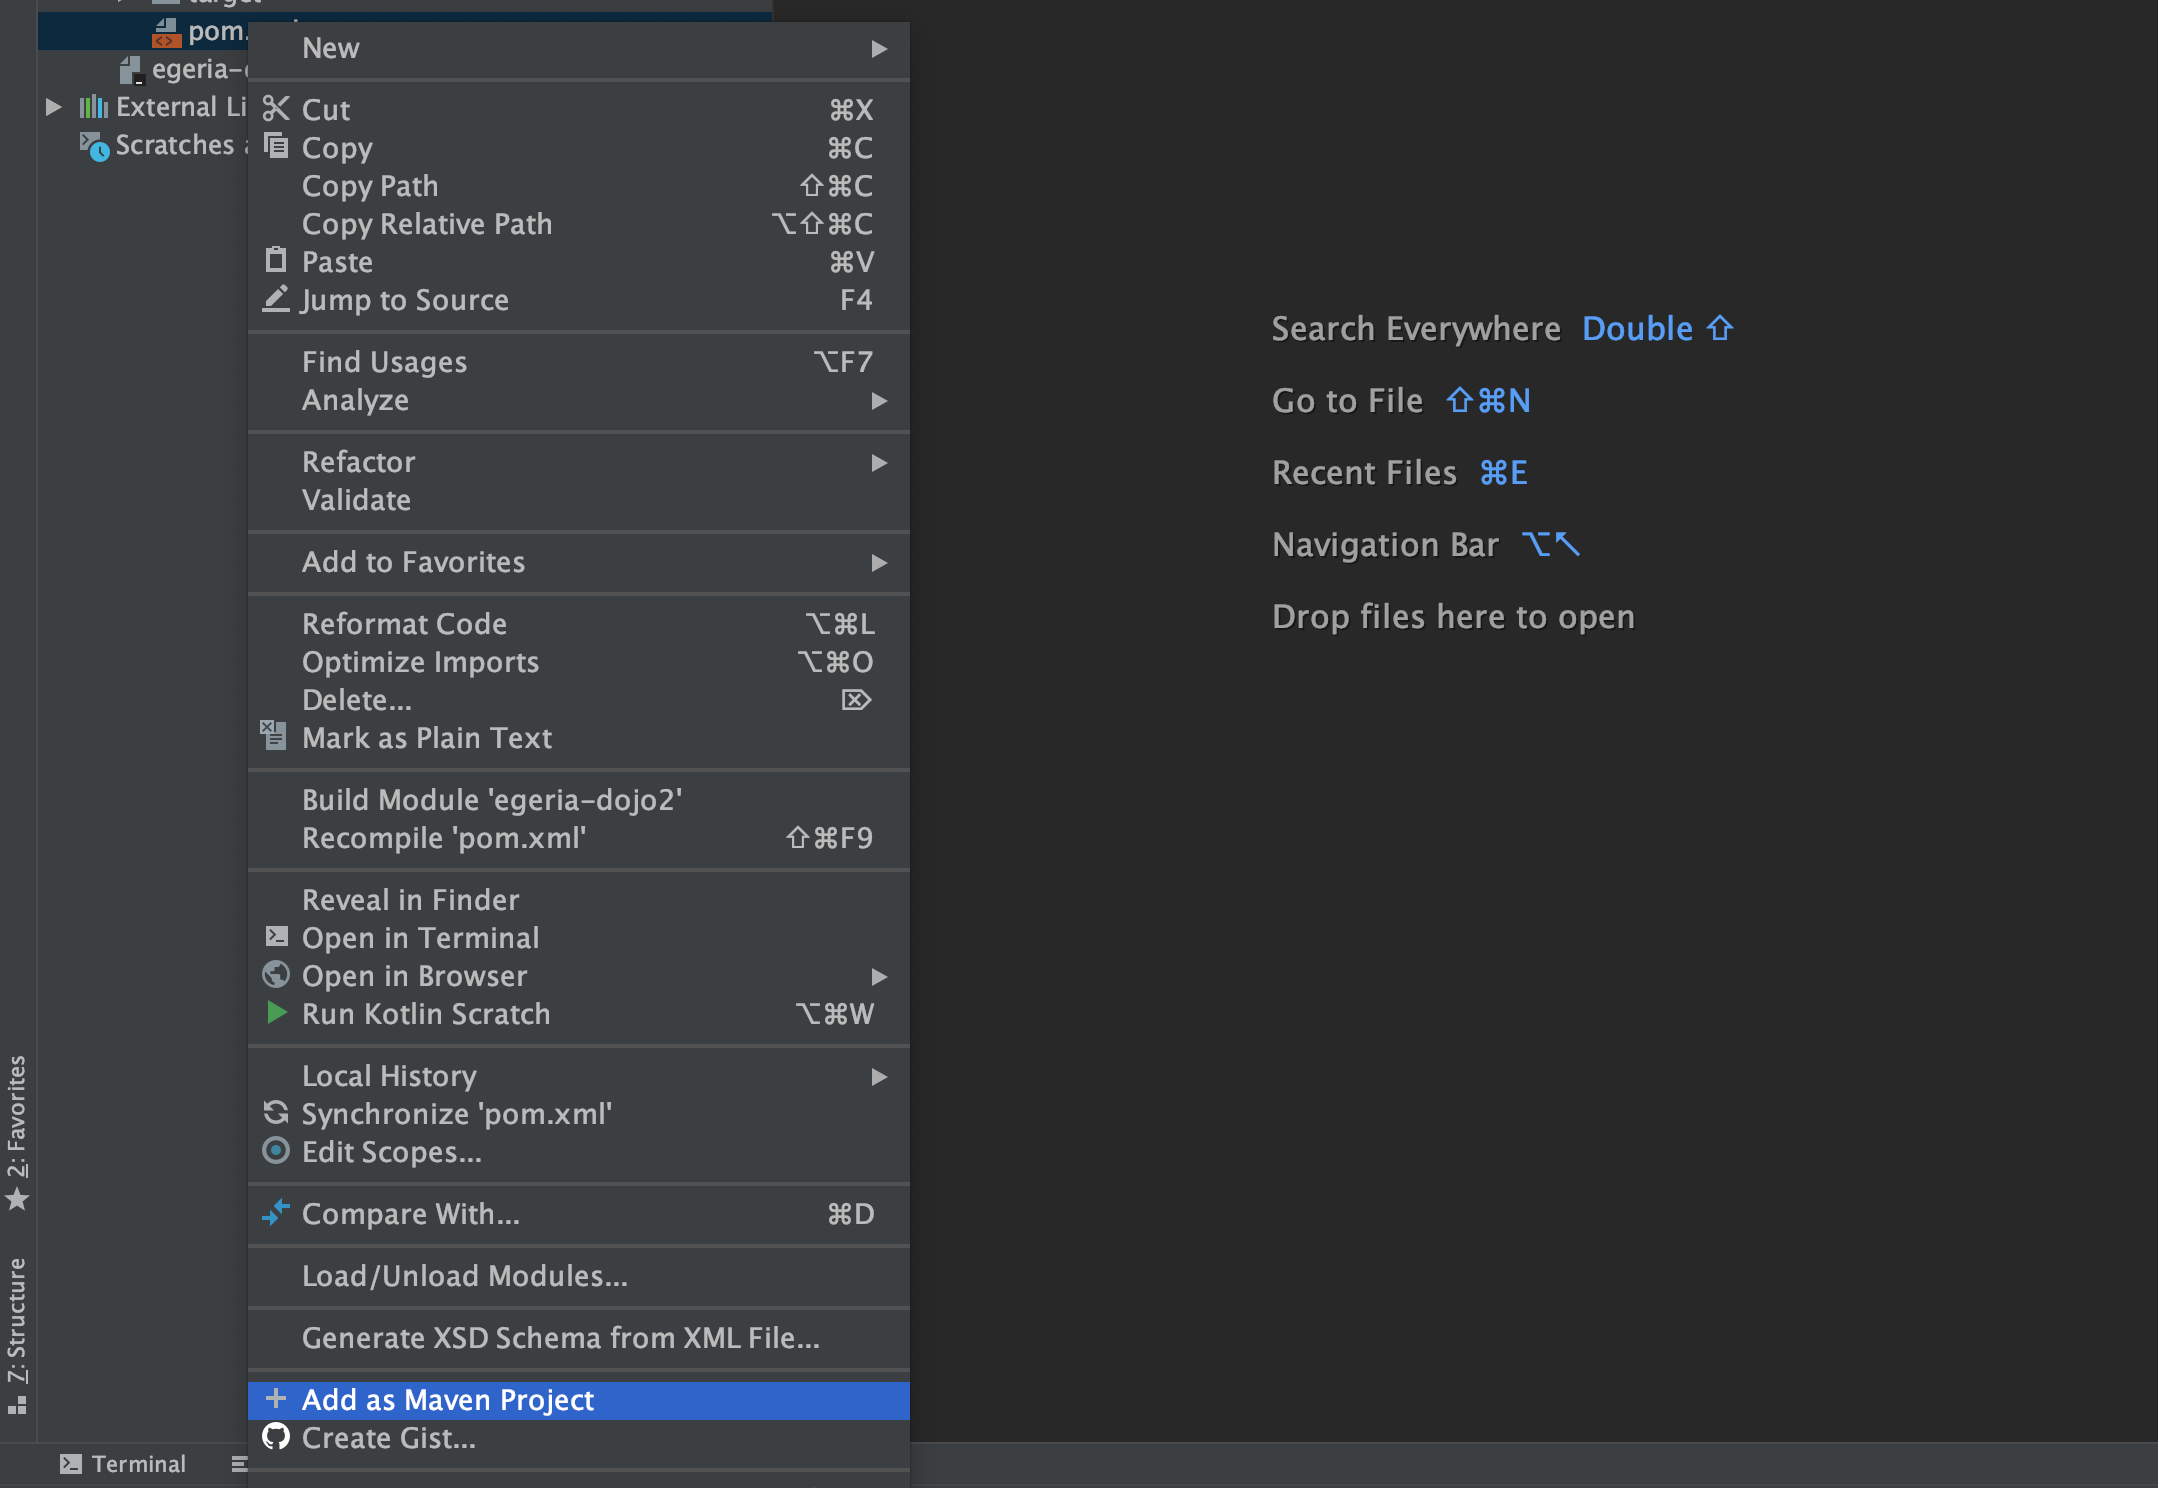 target
pom.
egeria-
External Li
Scratches
New
Cut ⌘X
Copy ⌘C
Copy Path ⇧⌘C
Copy Relative Path ⌥⇧⌘C
Paste ⌘V
Jump to Source F4
Find Usages ⌥F7
Analyze
Refactor
Validate
Add to Favorites
Reformat Code ⌥⌘L
Optimize Imports ⌥⌘O
Delete... ⌦
Mark as Plain Text
Build Module 'egeria-dojo2'
Recompile 'pom.xml' ⇧⌘F9
Reveal in Finder
Open in Terminal
Open in Browser
Run Kotlin Scratch ⌥⌘W
Local History
Synchronize 'pom.xml'
Edit Scopes...
Compare With... ⌘D
Load/Unload Modules...
Generate XSD Schema from XML File...
Add as Maven Project
Create Gist...
Search Everywhere Double ⇧
Go to File ⇧⌘N
Recent Files ⌘E
Navigation Bar ⌥↖
Drop files here to open
2: Favorites
7: Structure
Terminal